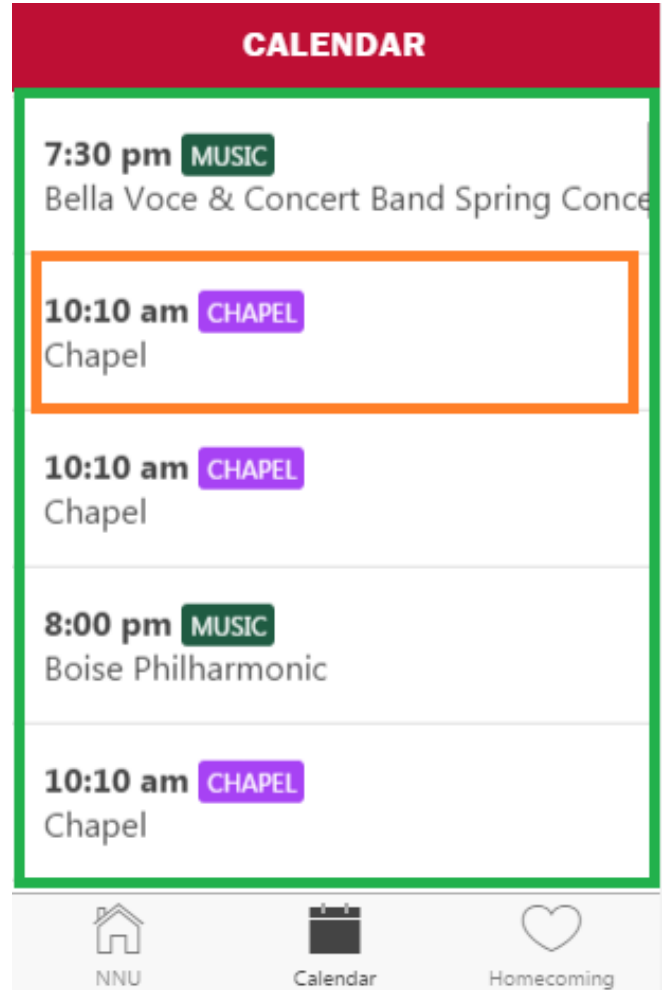 CALENDAR
7:30 pm MUSIC
Bella Voce & Concert Band Spring Conce
10:10 am CHAPEL
Chapel
10:10 am CHAPEL
Chapel
8:00 pm MUSIC
Boise Philharmonic
10:10 am CHAPEL
Chapel
NNU Calendar Homecoming